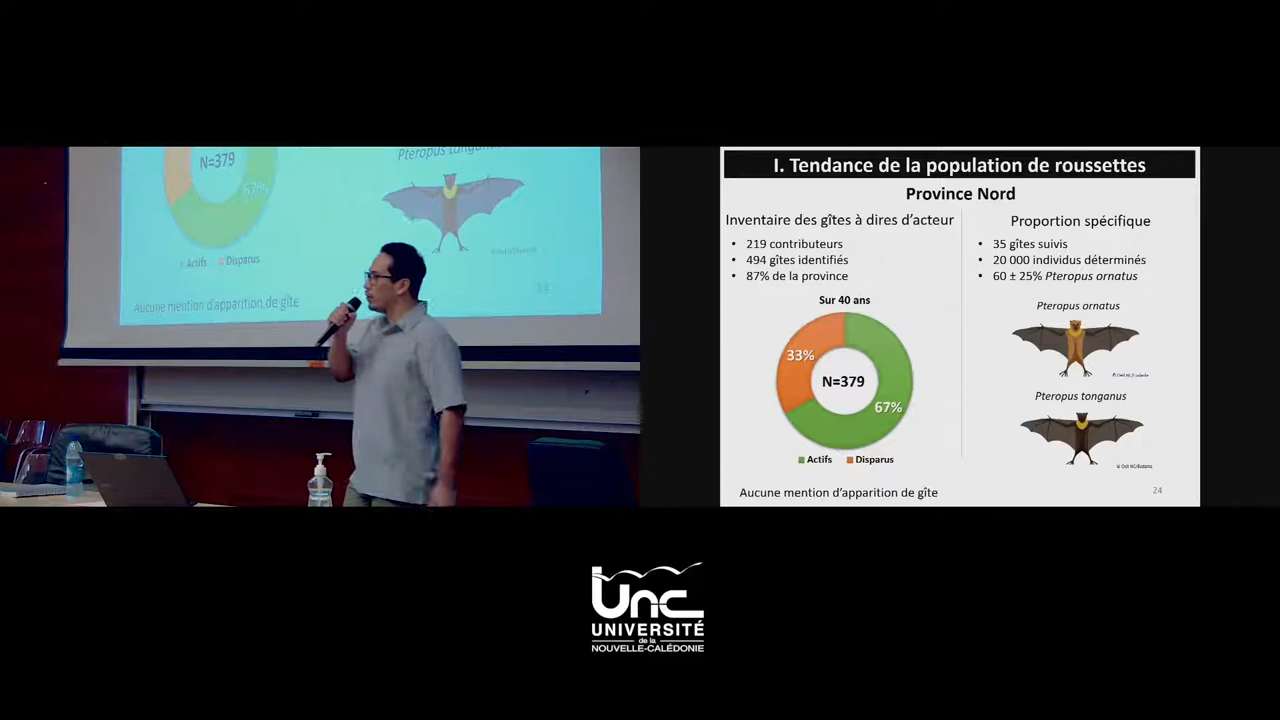 N=379
67%
Pteropus tonganus
Actifs
Disparus
Aucune mention d'apparition de gîte
I. Tendance de la population de roussettes
Province Nord
Inventaire des gîtes à dires d'acteur
• 219 contributeurs
• 494 gîtes identifiés
• 87% de la province
Sur 40 ans
33%
N=379
67%
Actifs
Disparus
Aucune mention d'apparition de gîte
Proportion spécifique
• 35 gîtes suivis
• 20 000 individus déterminés
• 60 ± 25% Pteropus ornatus
Pteropus ornatus
Pteropus tonganus
24
unc
UNIVERSITÉ
de la
NOUVELLE-CALÉDONIE